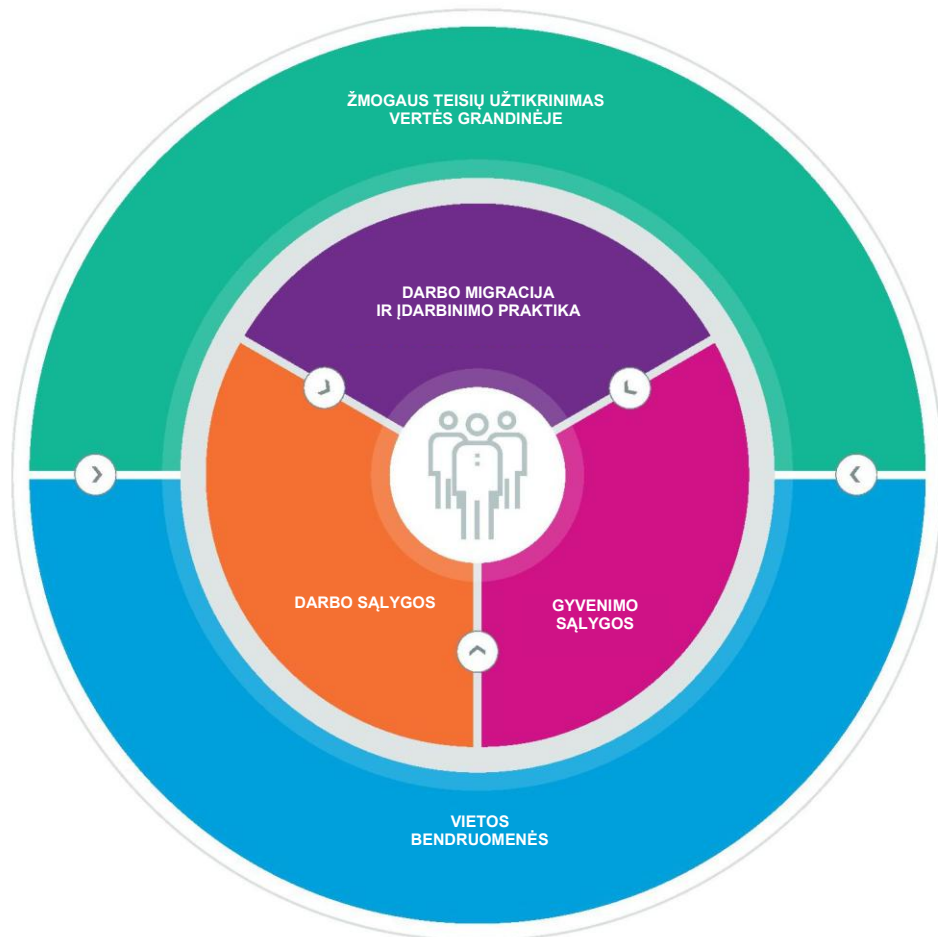 ŽMOGAUS TEISIŲ UŽTIKRINIMAS
VERTĖS GRANDINĖJE
DARBO MIGRACIJA
IR ĮDARBINIMO PRAKTIKA
DARBO SĄLYGOS
GYVENIMO
SĄLYGOS
VIETOS
BENDRUOMENĖS